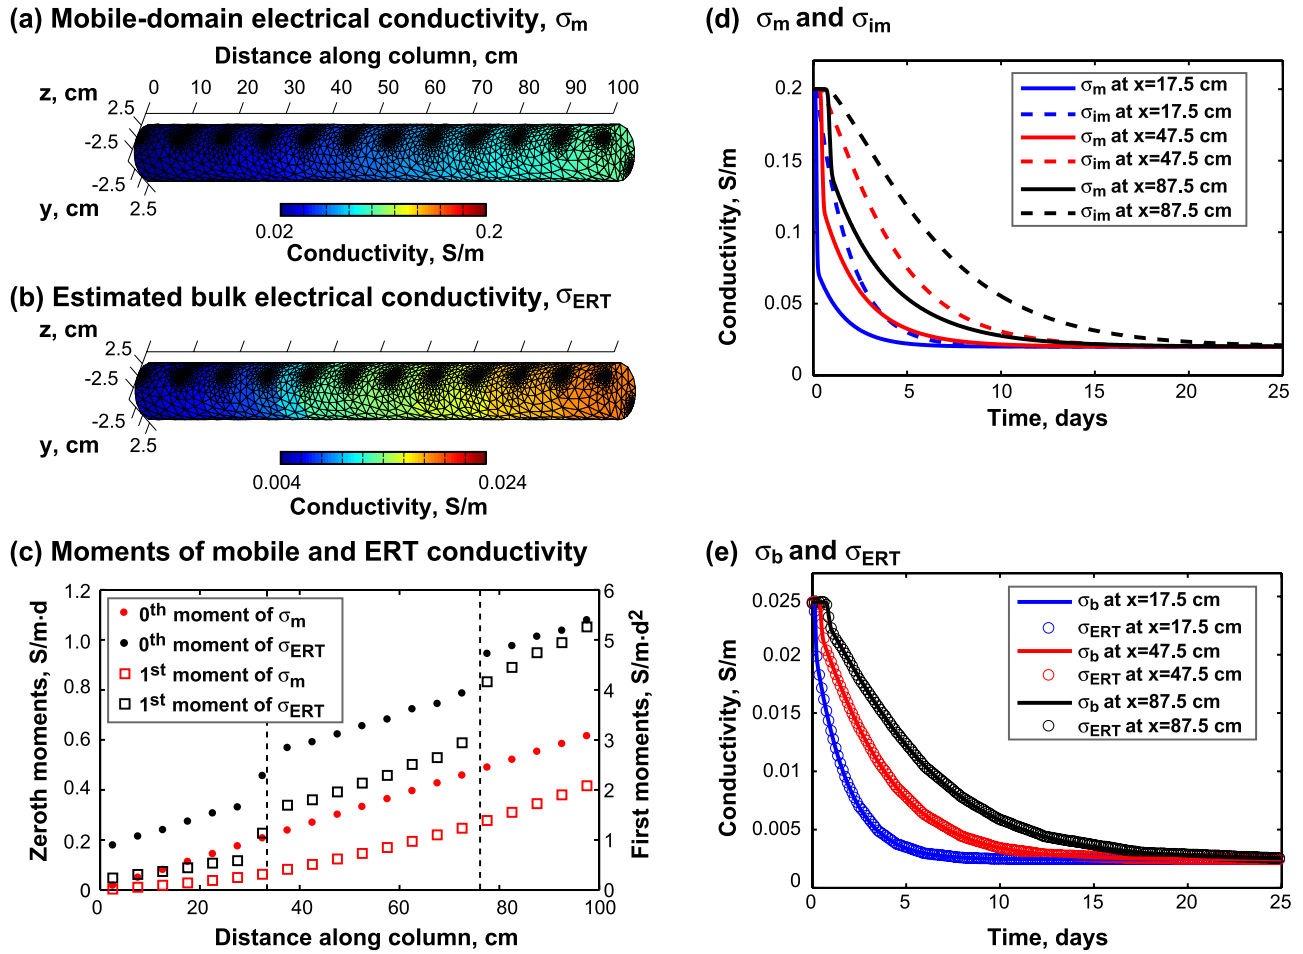 (a) Mobile-domain electrical conductivity, σm
Distance along column, cm
z, cm 0 10 20 30 40 50 60 70 80 90 100
2.5
-2.5
-2.5
y, cm 2.5
0.02 0.2
Conductivity, S/m
(b) Estimated bulk electrical conductivity, σERT
z, cm
2.5
-2.5
-2.5
y, cm 2.5
0.004 0.024
Conductivity, S/m
(c) Moments of mobile and ERT conductivity
Zeroth moments, S/m·d
1.2
1.0
0.8
0.6
0.4
0.2
0
0th moment of σm
0th moment of σERT
1st moment of σm
1st moment of σERT
6
5
4
3
2
1
0
First moments, S/m·d2
0 20 40 60 80 100
Distance along column, cm
(d) σm and σim
Conductivity, S/m
0.2
0.15
0.1
0.05
0
σm at x=17.5 cm
σim at x=17.5 cm
σm at x=47.5 cm
σim at x=47.5 cm
σm at x=87.5 cm
σim at x=87.5 cm
0 5 10 15 20 25
Time, days
(e) σb and σERT
Conductivity, S/m
0.025
0.02
0.015
0.01
0.005
0
σb at x=17.5 cm
σERT at x=17.5 cm
σb at x=47.5 cm
σERT at x=47.5 cm
σb at x=87.5 cm
σERT at x=87.5 cm
0 5 10 15 20 25
Time, days